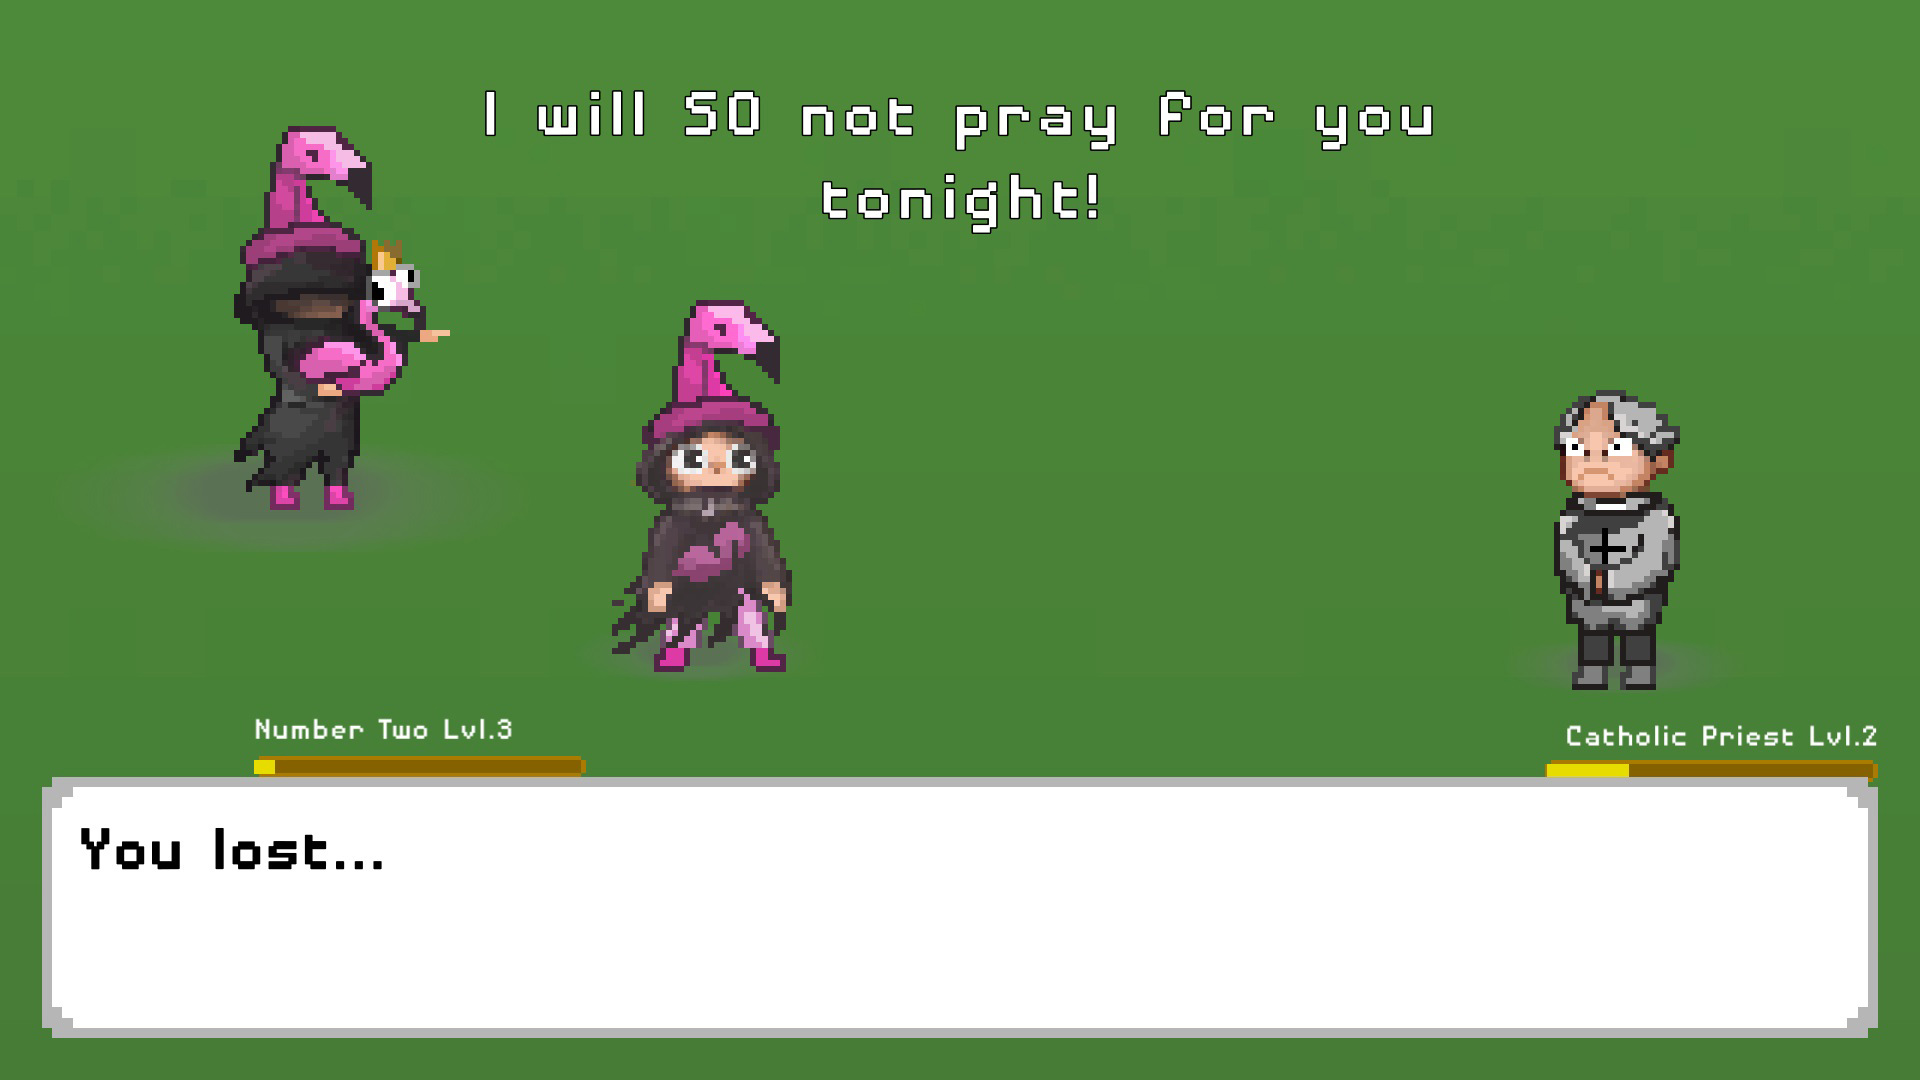 I will SO not pray for you
tonight!
Number Two Lvl.3
Catholic Priest Lvl.2
You lost...